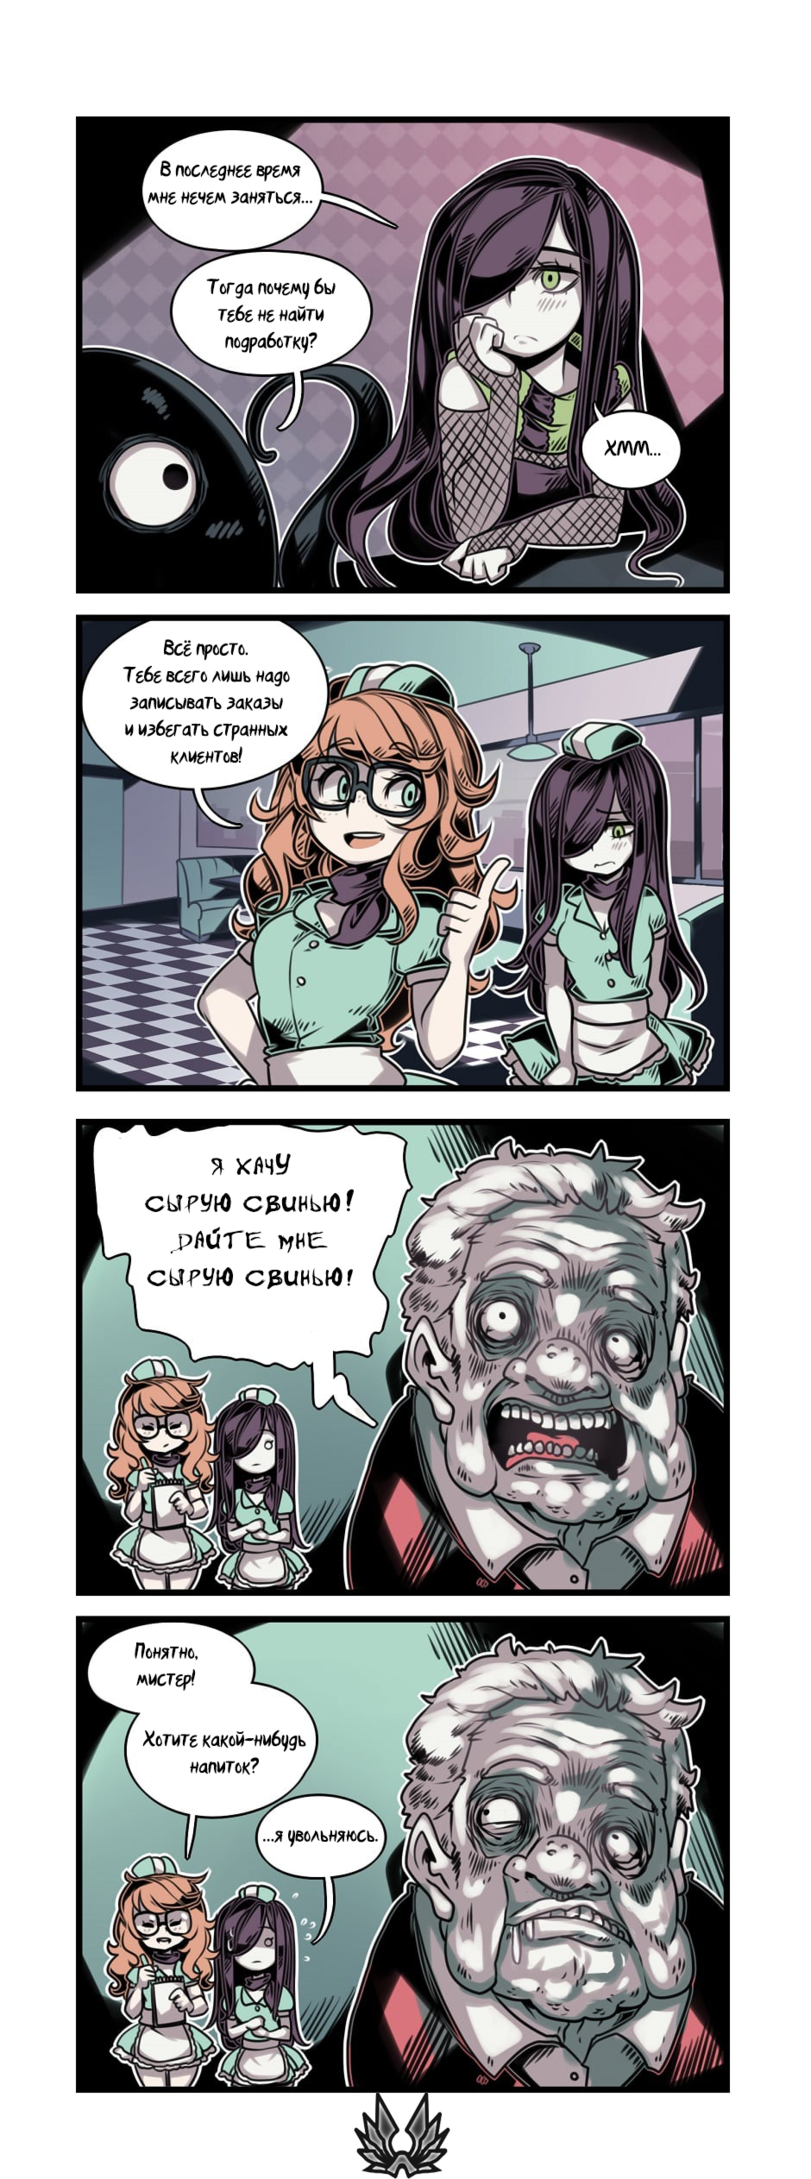 В последнее время
мне нечем заняться...
Тогда почему бы
тебе не найти
подработку?
Хмм...
Всё просто.
Тебе всего лишь надо
записывать заказы
и избегать странных
клиентов!
Я ХАЧУ
СЫРУЮ СВИНЬЮ!
ДАЙТЕ МНЕ
СЫРУЮ СВИНЬЮ!
Понятно,
мистер!
Хотите какой-нибудь
напиток?
...я увольняюсь.